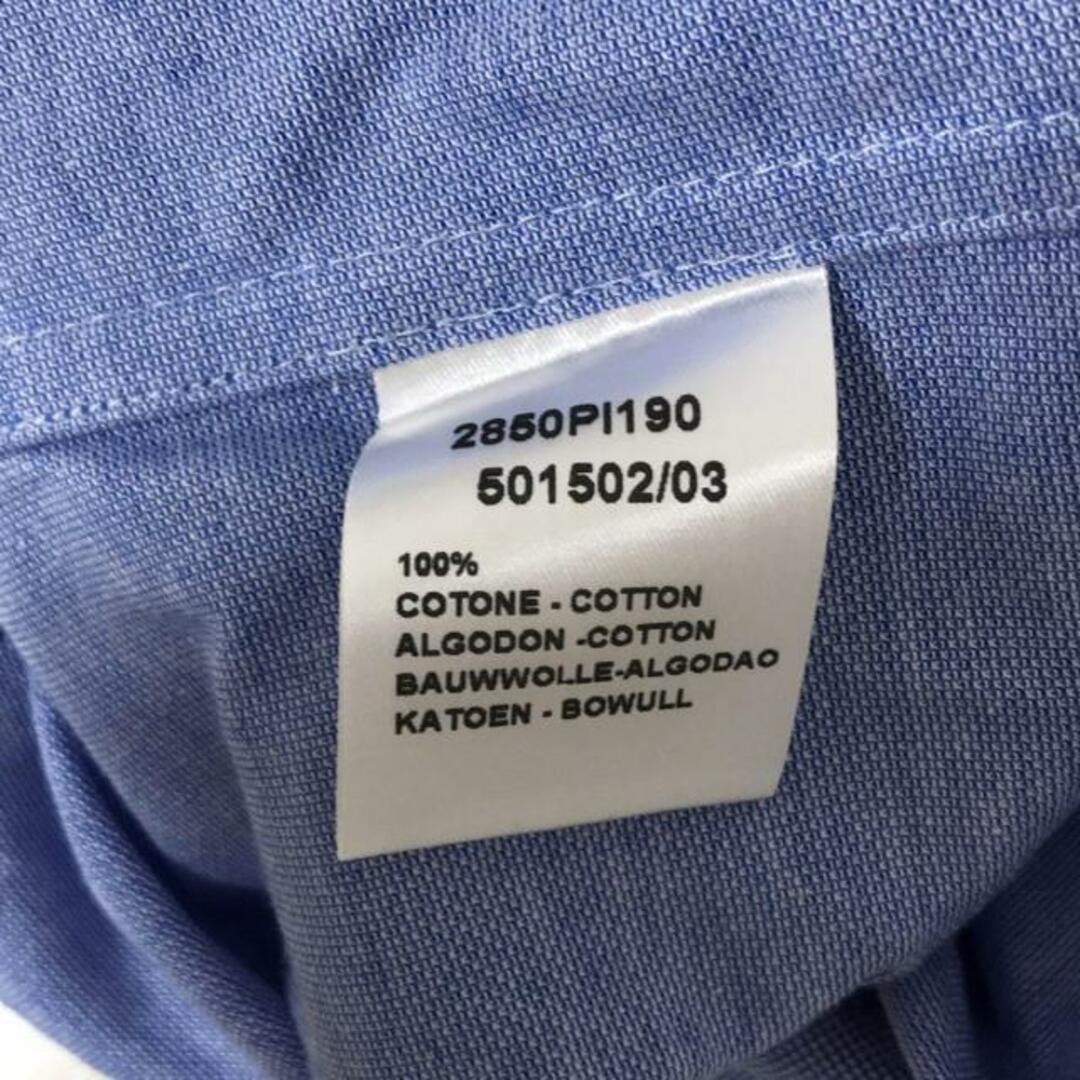 2850PI190
501502/03
100%
COTONE - COTTON
ALGODON -COTTON
BAUWWOLLE-ALGODAO
KATOEN - BOWULL